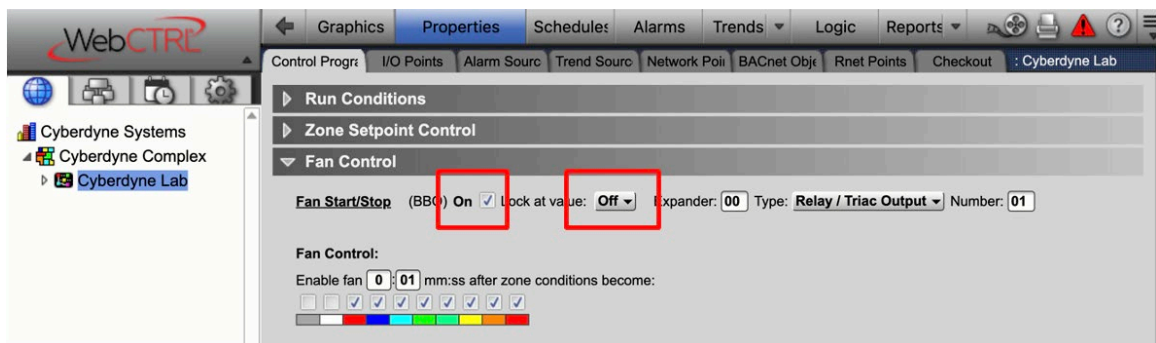 WebCTRL
Graphics Properties Schedules Alarms Trends Logic Reports
Control Progra I/O Points Alarm Sourc Trend Sourc Network Poi BACnet Obje Rnet Points Checkout : Cyberdyne Lab
Run Conditions
Zone Setpoint Control
Cyberdyne Systems
Cyberdyne Complex
Cyberdyne Lab
Fan Control
Fan Start/Stop (BBO) On Lock at value: Off Expander: 00 Type: Relay / Triac Output Number: 01
Fan Control:
Enable fan 0 : 01 mm:ss after zone conditions become: